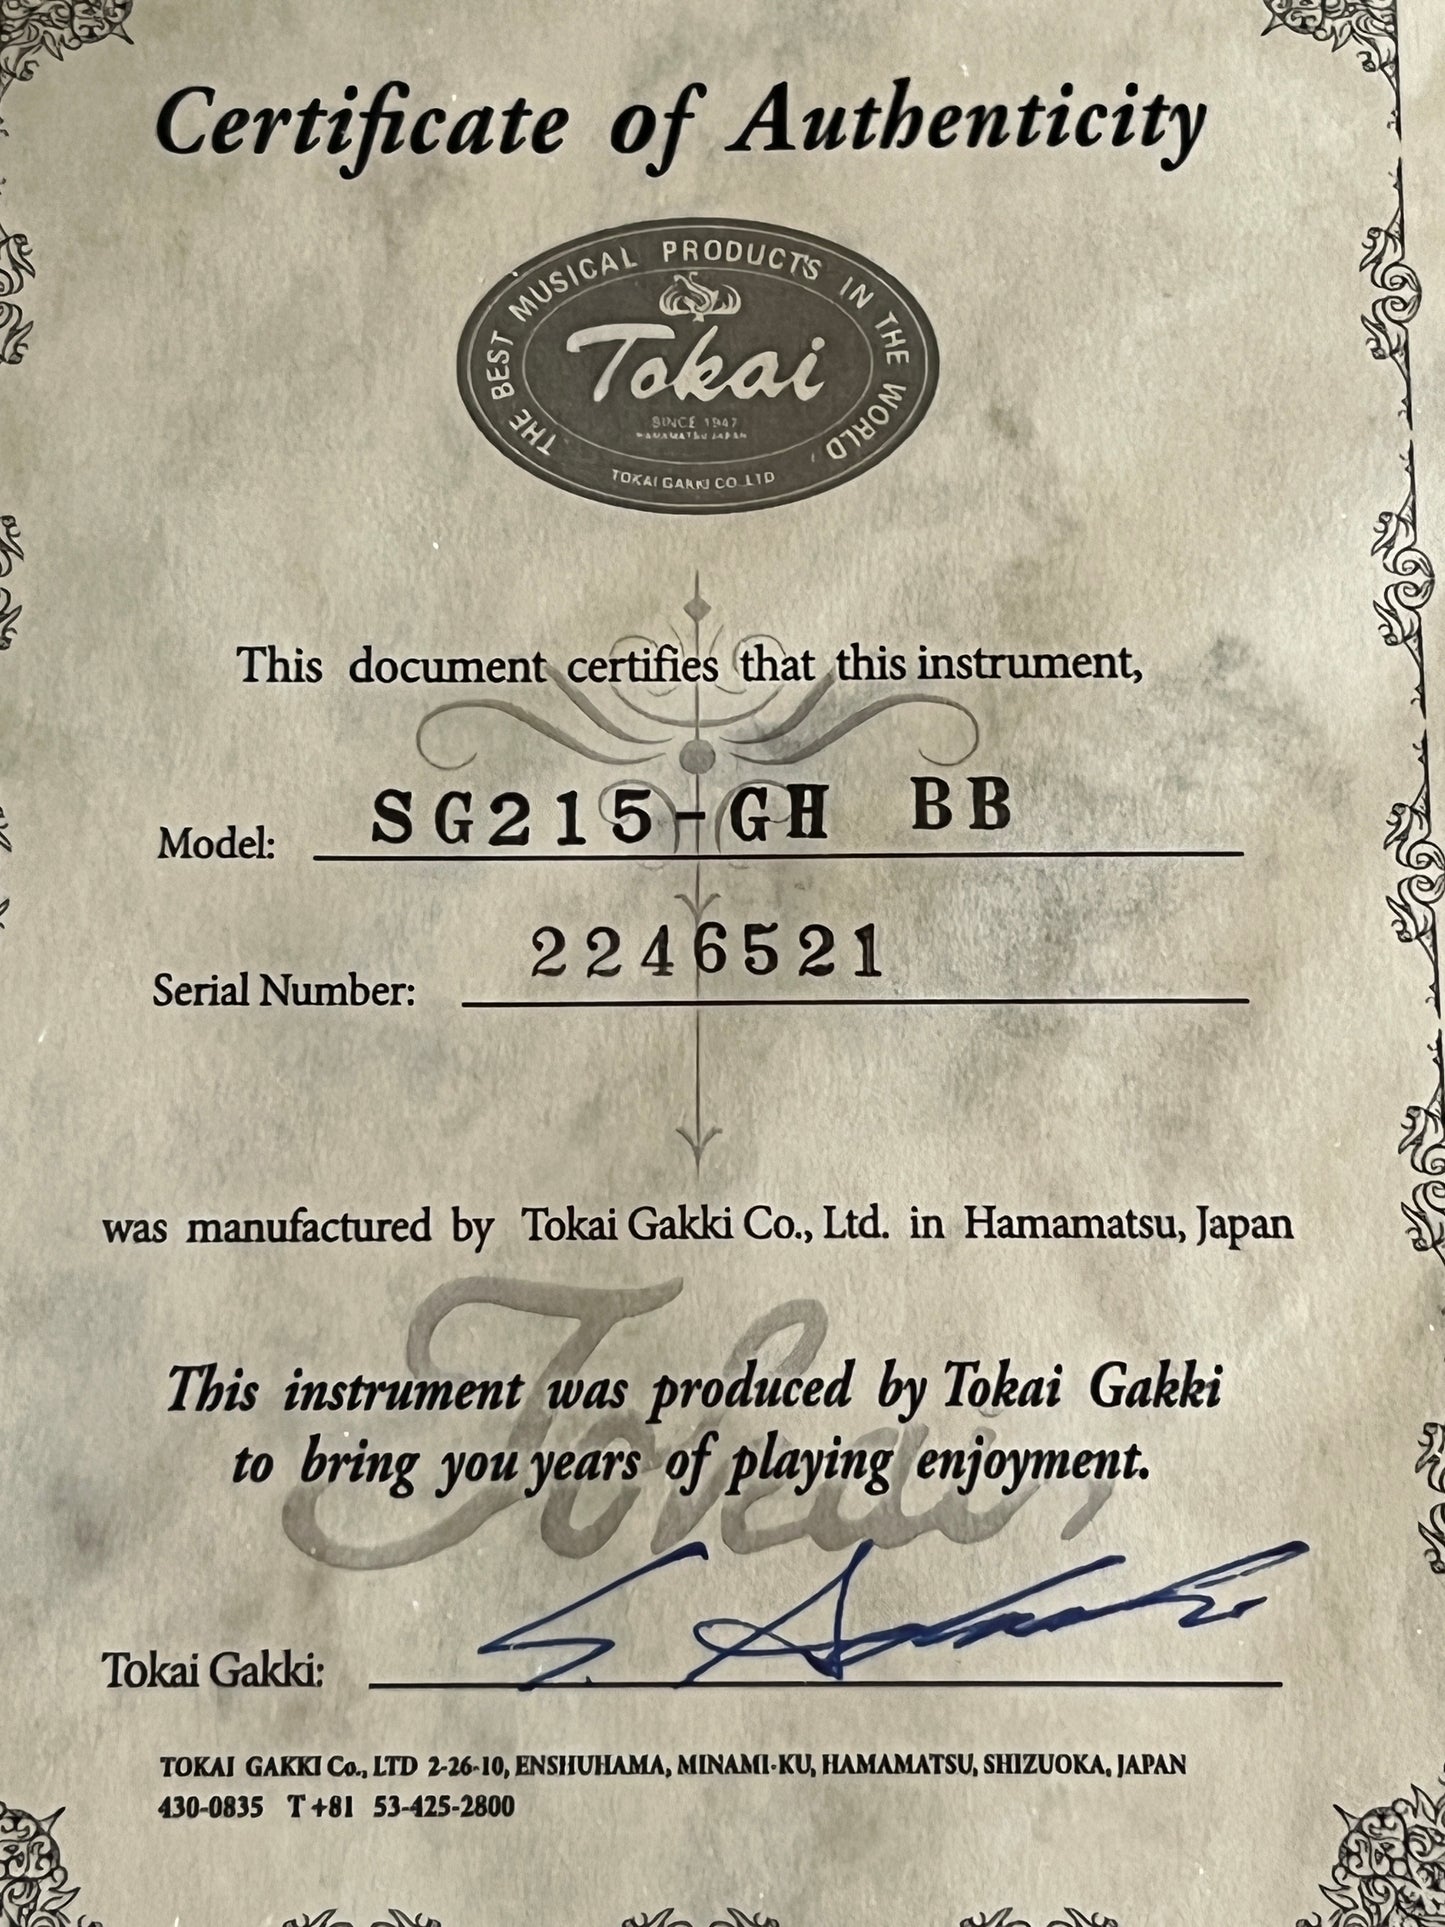 Certificate of Authenticity
THE BEST MUSICAL PRODUCTS IN THE WORLD
Tokai
SINCE 1947
HAMAMATSU JAPAN
TOKAI GAKKI CO. LTD
This document certifies that this instrument,
Model: SG215-GH BB
Serial Number: 2246521
was manufactured by Tokai Gakki Co., Ltd. in Hamamatsu, Japan
Tokai
This instrument was produced by Tokai Gakki
to bring you years of playing enjoyment.
Tokai Gakki:
TOKAI GAKKI Co., LTD 2-26-10, ENSHUHAMA, MINAMI-KU, HAMAMATSU, SHIZUOKA, JAPAN
430-0835 T +81 53-425-2800